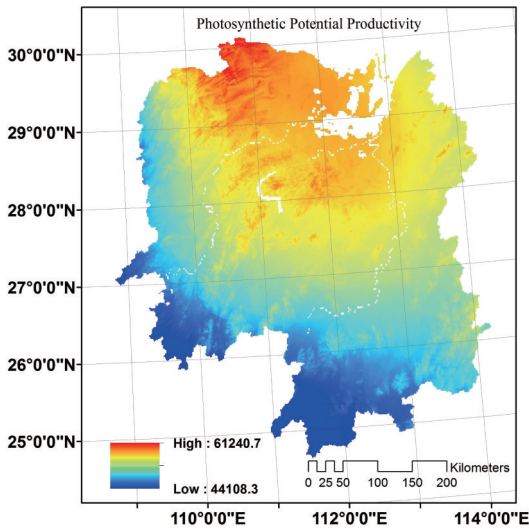 Photosynthetic Potential Productivity
30°0'0"N
29°0'0"N
28°0'0"N
27°0'0"N
26°0'0"N
25°0'0"N
High : 61240.7
Low : 44108.3
Kilometers
0 25 50 100 150 200
110°0'0"E 112°0'0"E 114°0'0"E